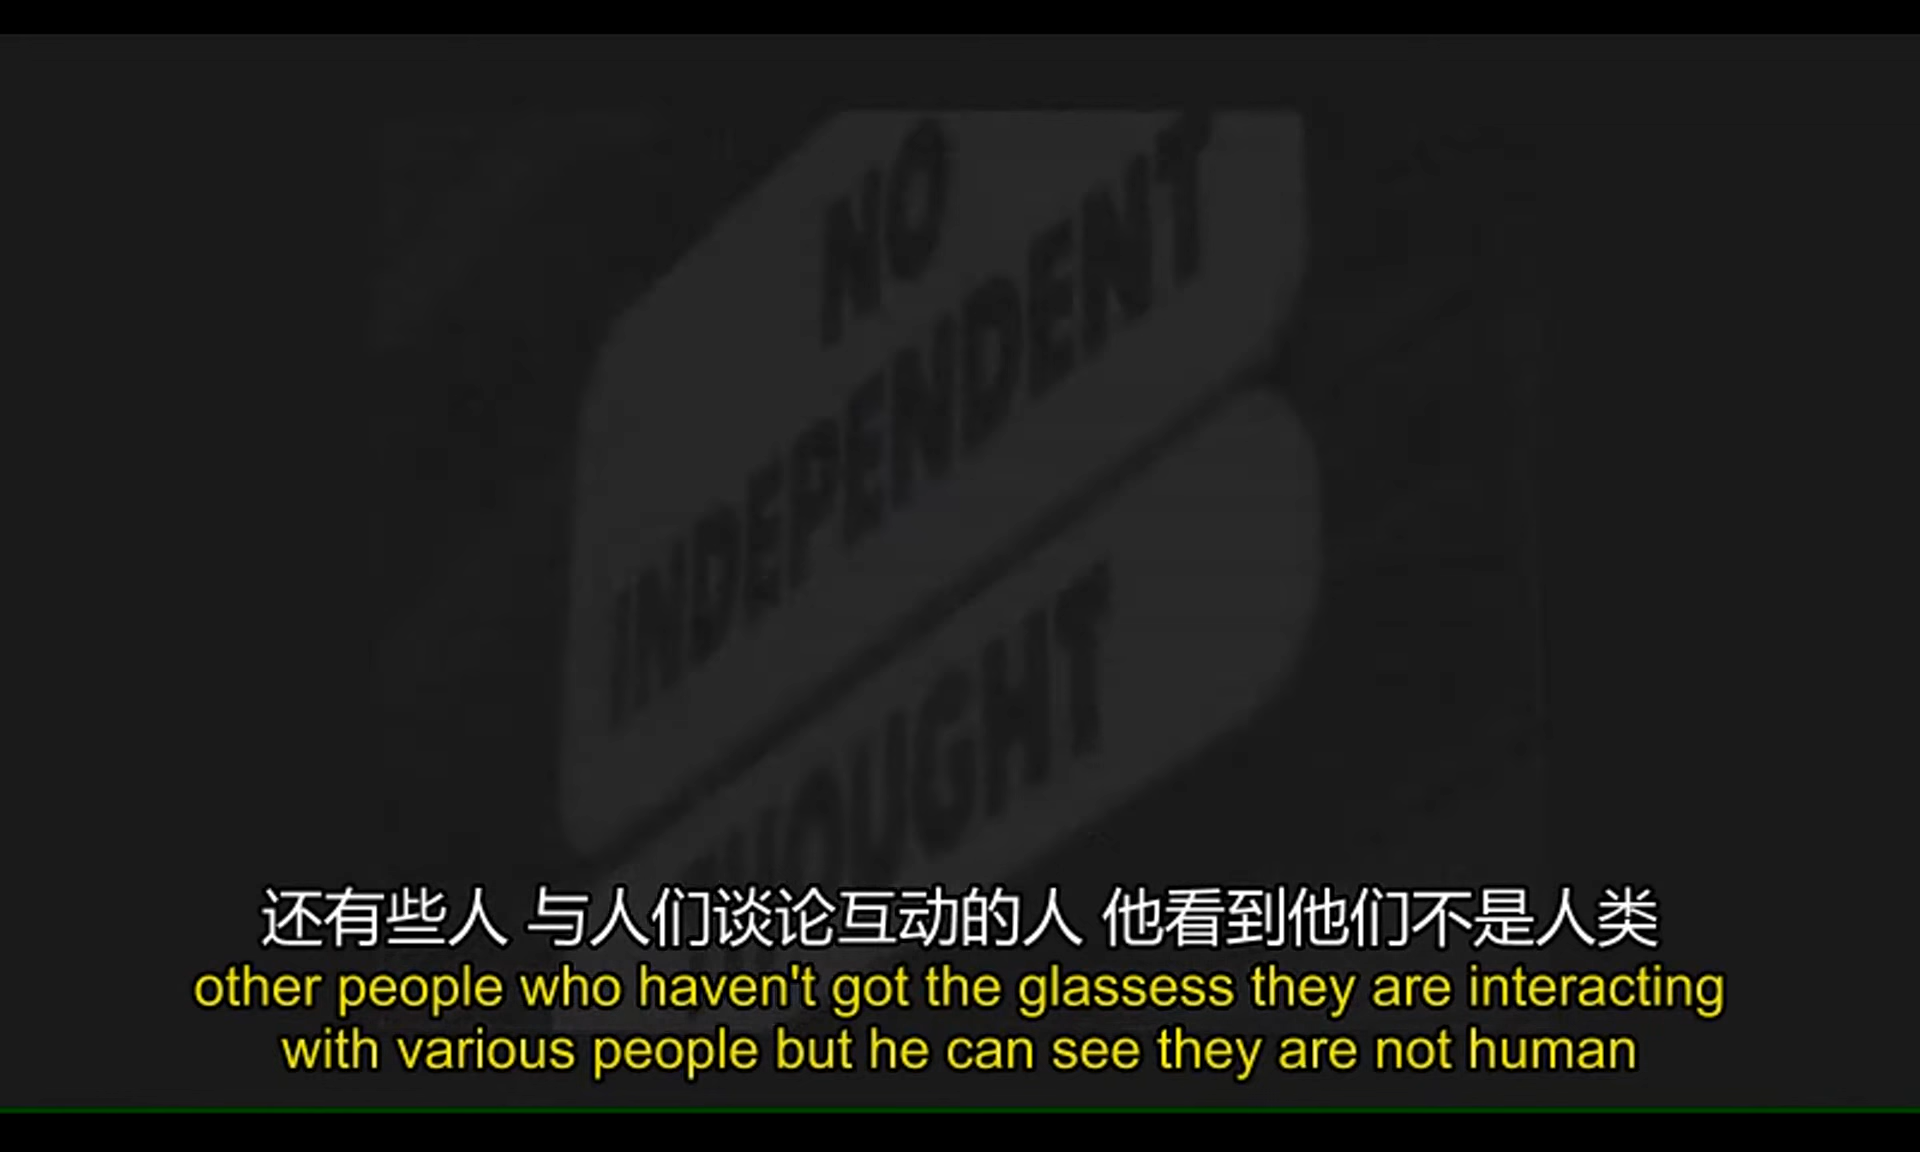 NO
INDEPENDENT
THOUGHT
还有些人 与人们谈论互动的人 他看到他们不是人类
other people who haven't got the glassess they are interacting
with various people but he can see they are not human